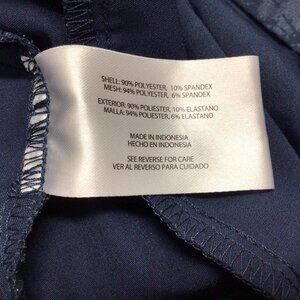 SHELL: 90% POLYESTER, 10% SPANDEX
MESH: 94% POLYESTER, 6% SPANDEX
EXTERIOR: 90% POLIESTER, 10% ELASTANO
MALLA: 94% POLIESTER, 6% ELASTANO
MADE IN INDONESIA
HECHO EN INDONESIA
SEE REVERSE FOR CARE
VER AL REVERSO PARA CUIDADO